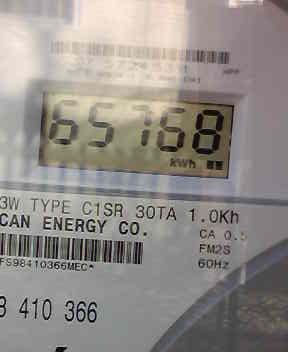 65768
kWh
3W TYPE C1SR 30TA 1.0Kh
CAN ENERGY CO.
CA 0.5
FM2S
60Hz
FS98410366MEC*
8 410 366